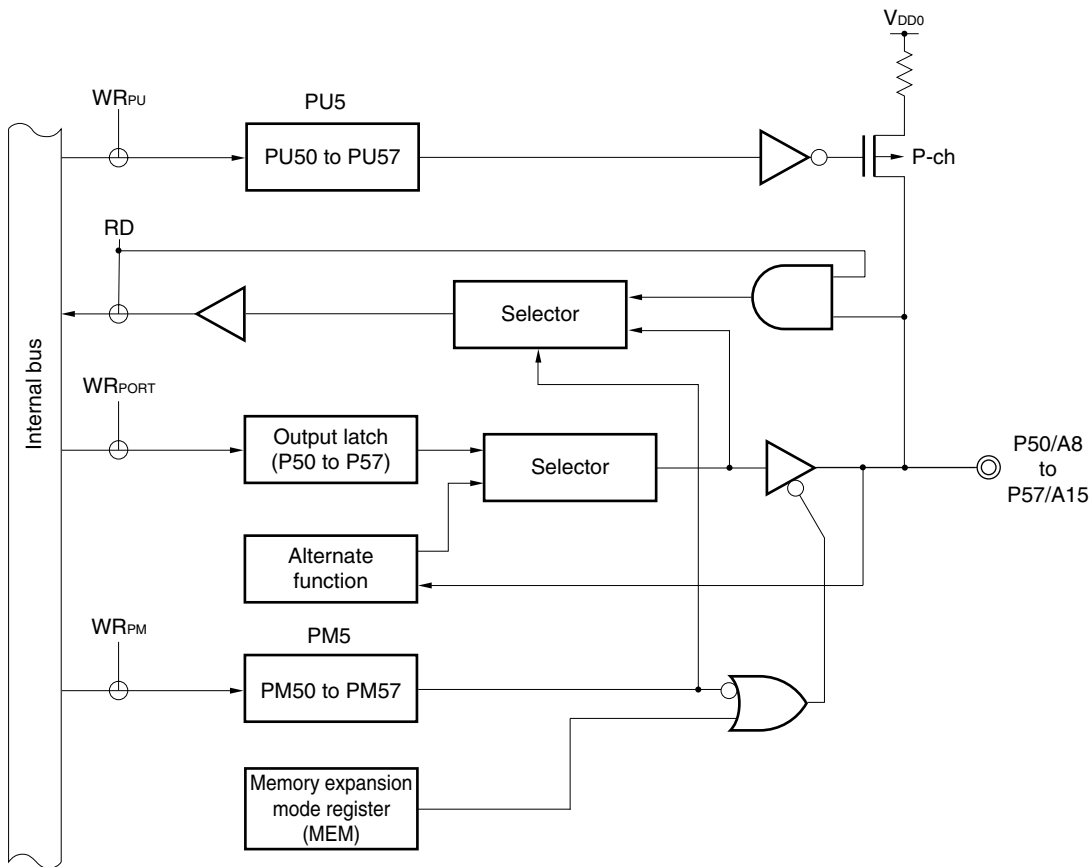 VDD0
WRPU
PU5
PU50 to PU57
P-ch
RD
Selector
Internal bus
WRPORT
Output latch
(P50 to P57)
Selector
P50/A8
to
P57/A15
Alternate
function
WRPM
PM5
PM50 to PM57
Memory expansion
mode register
(MEM)